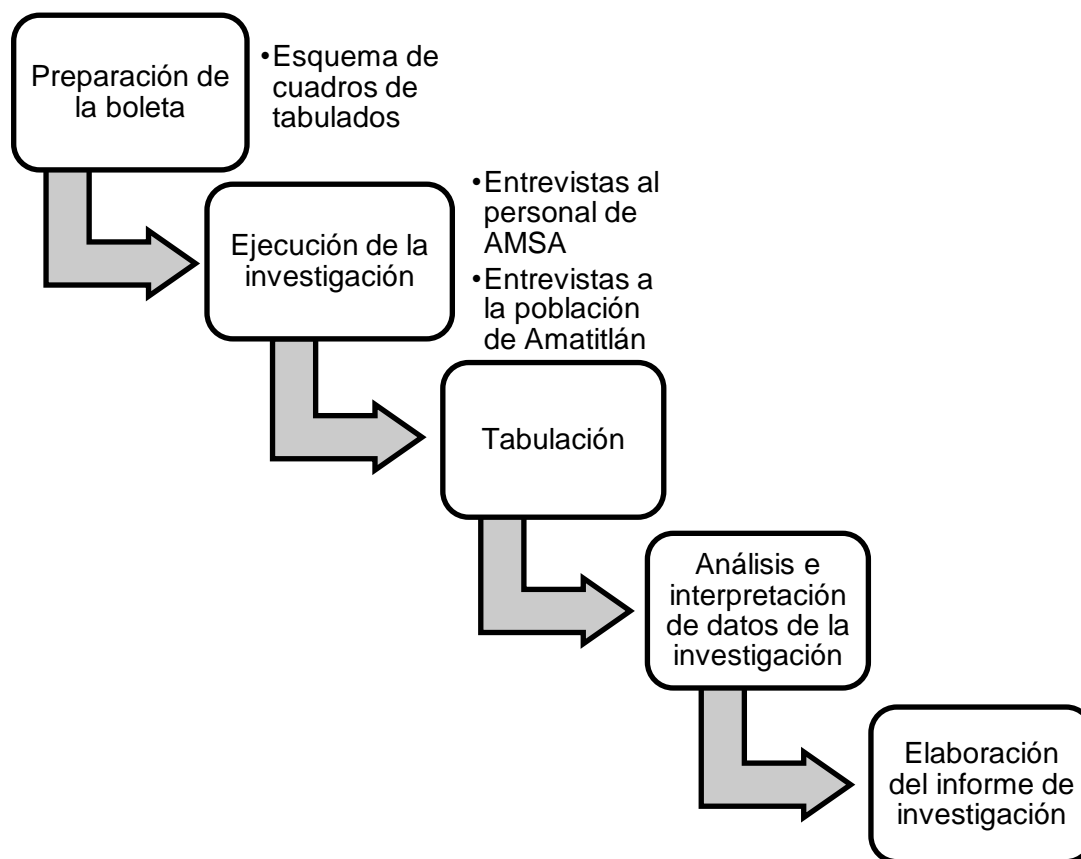 Preparación de
la boleta
•Esquema de
cuadros de
tabulados
Ejecución de la
investigación
•Entrevistas al
personal de
AMSA
•Entrevistas a
la población
de Amatitlán
Tabulación
Análisis e
interpretación
de datos de la
investigación
Elaboración
del informe de
investigación